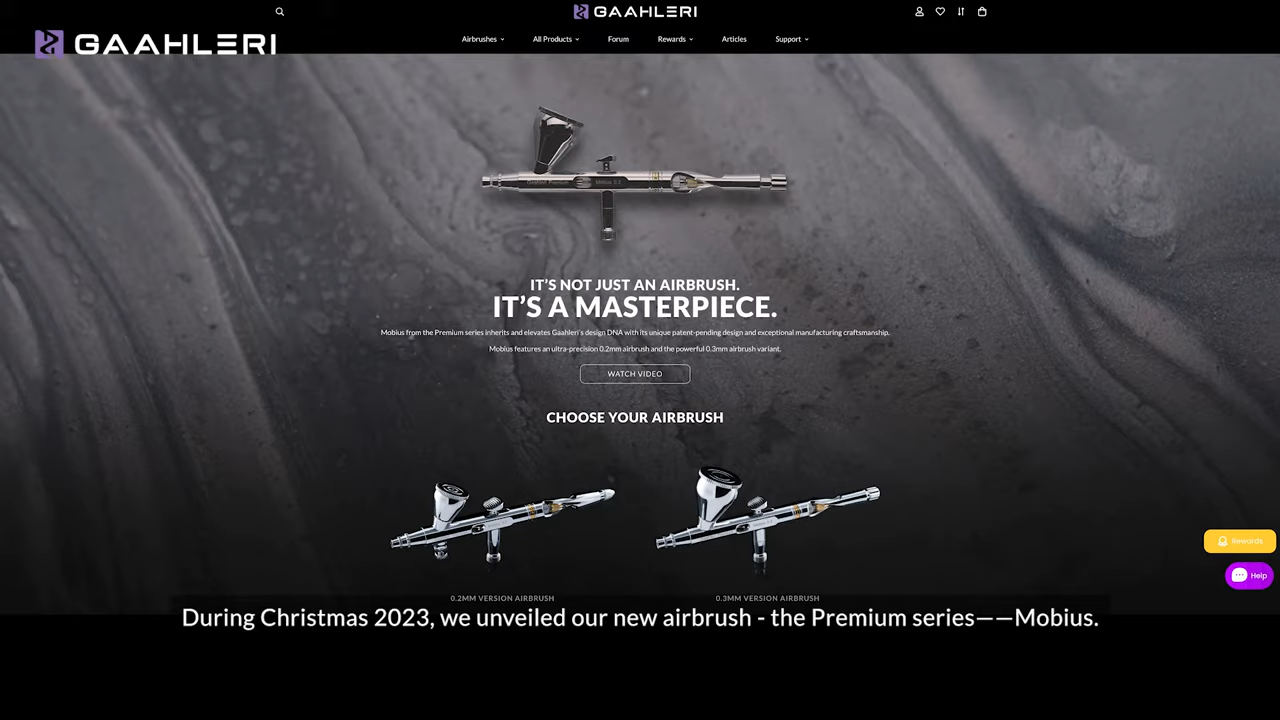 GAAHLERI
GAAHLERI
Airbrushes
All Products
Forum
Rewards
Articles
Support
IT'S NOT JUST AN AIRBRUSH.
IT'S A MASTERPIECE.
Mobius from the Premium series inherits and elevates Gaahleri's design DNA with its unique patent-pending design and exceptional manufacturing craftsmanship.
Mobius features an ultra-precision 0.2mm airbrush and the powerful 0.3mm airbrush variant.
WATCH VIDEO
CHOOSE YOUR AIRBRUSH
Rewards
Help
0.2MM VERSION AIRBRUSH
0.3MM VERSION AIRBRUSH
During Christmas 2023, we unveiled our new airbrush - the Premium series——Mobius.